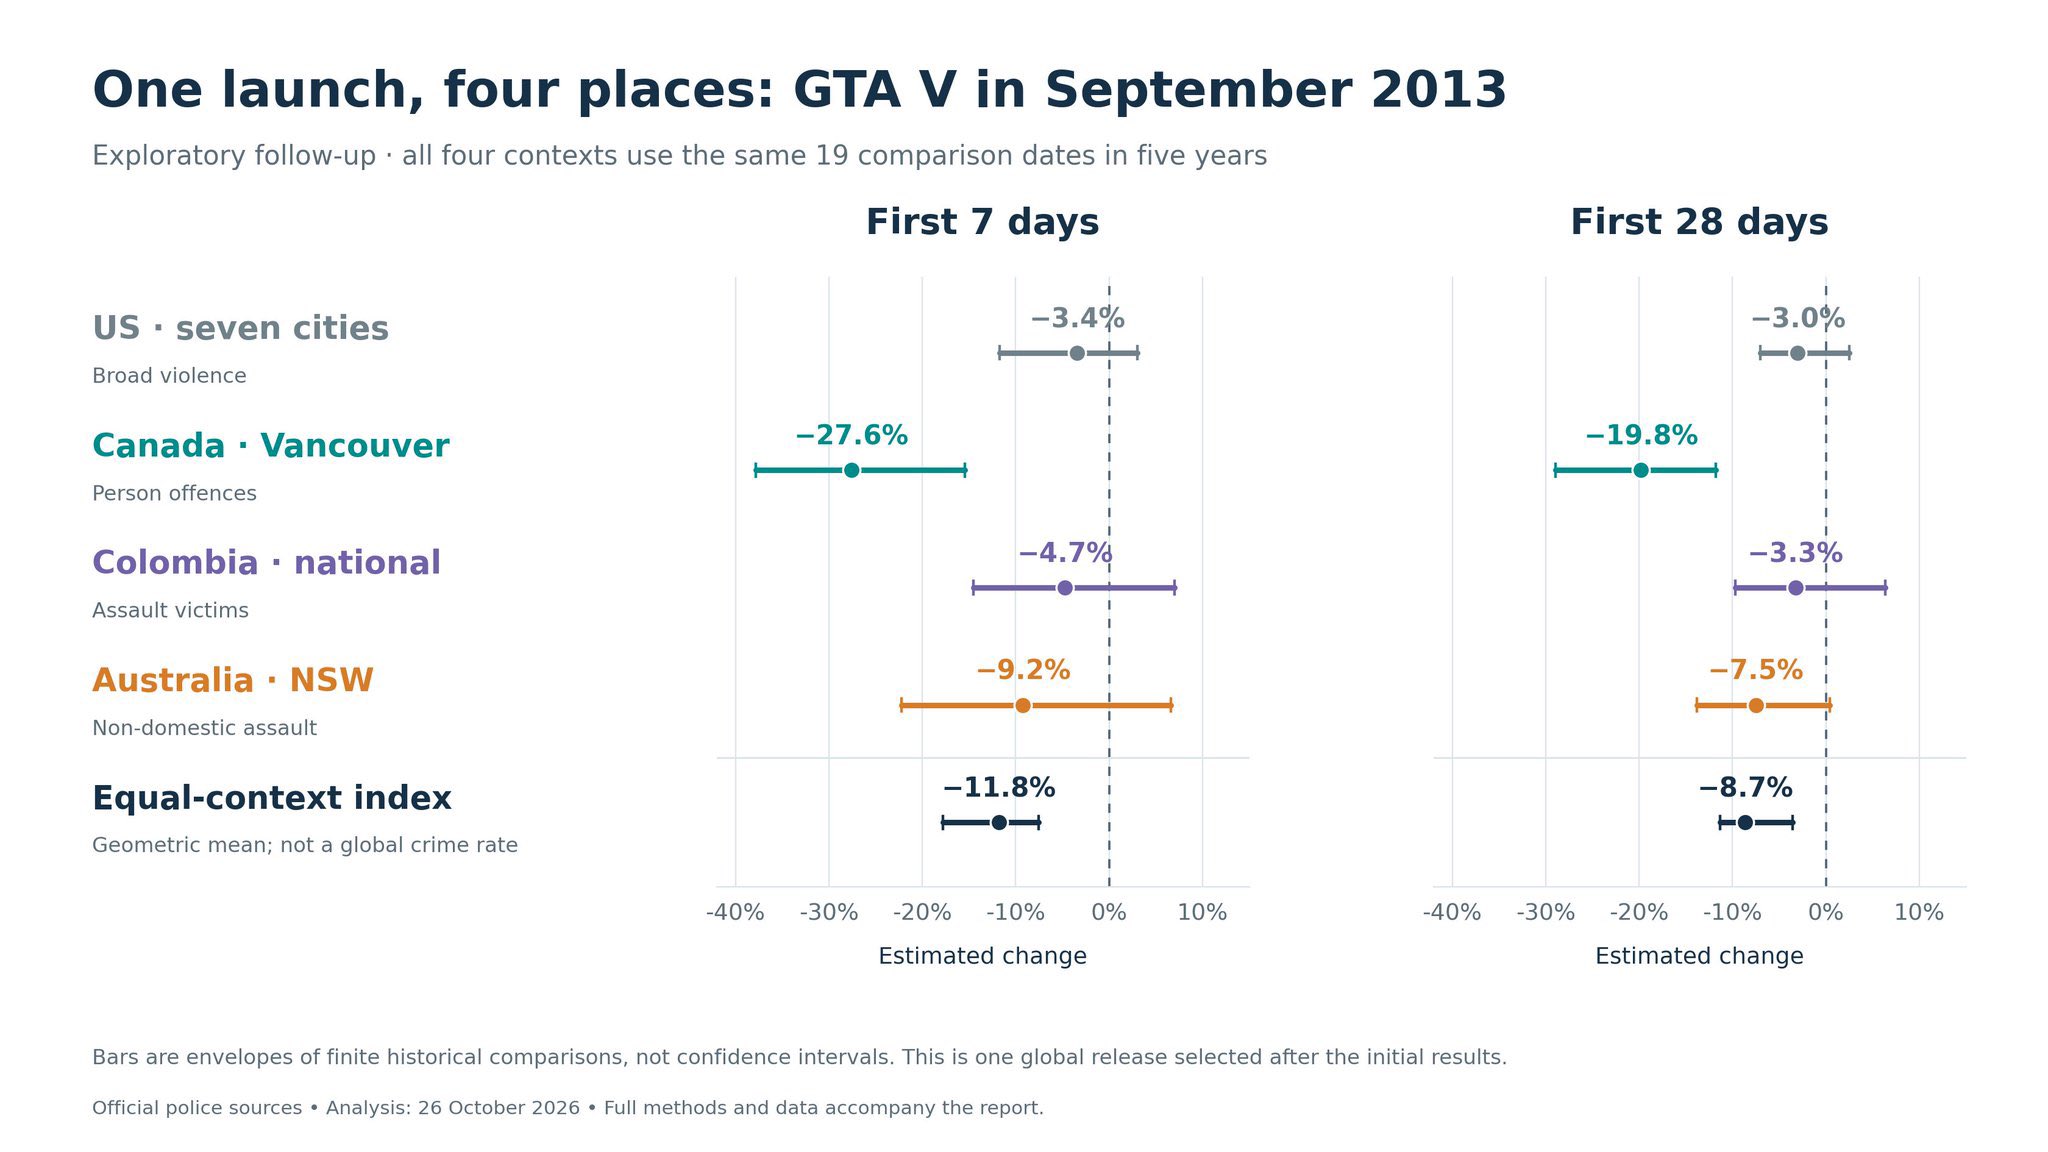 One launch, four places: GTA V in September 2013
Exploratory follow-up · all four contexts use the same 19 comparison dates in five years
First 7 days
First 28 days
US · seven cities
Broad violence
−3.4%
−3.0%
Canada · Vancouver
Person offences
−27.6%
−19.8%
Colombia · national
Assault victims
−4.7%
−3.3%
Australia · NSW
Non-domestic assault
−9.2%
−7.5%
Equal-context index
Geometric mean; not a global crime rate
−11.8%
−8.7%
-40% -30% -20% -10% 0% 10%
-40% -30% -20% -10% 0% 10%
Estimated change
Estimated change
Bars are envelopes of finite historical comparisons, not confidence intervals. This is one global release selected after the initial results.
Official police sources • Analysis: 26 October 2026 • Full methods and data accompany the report.